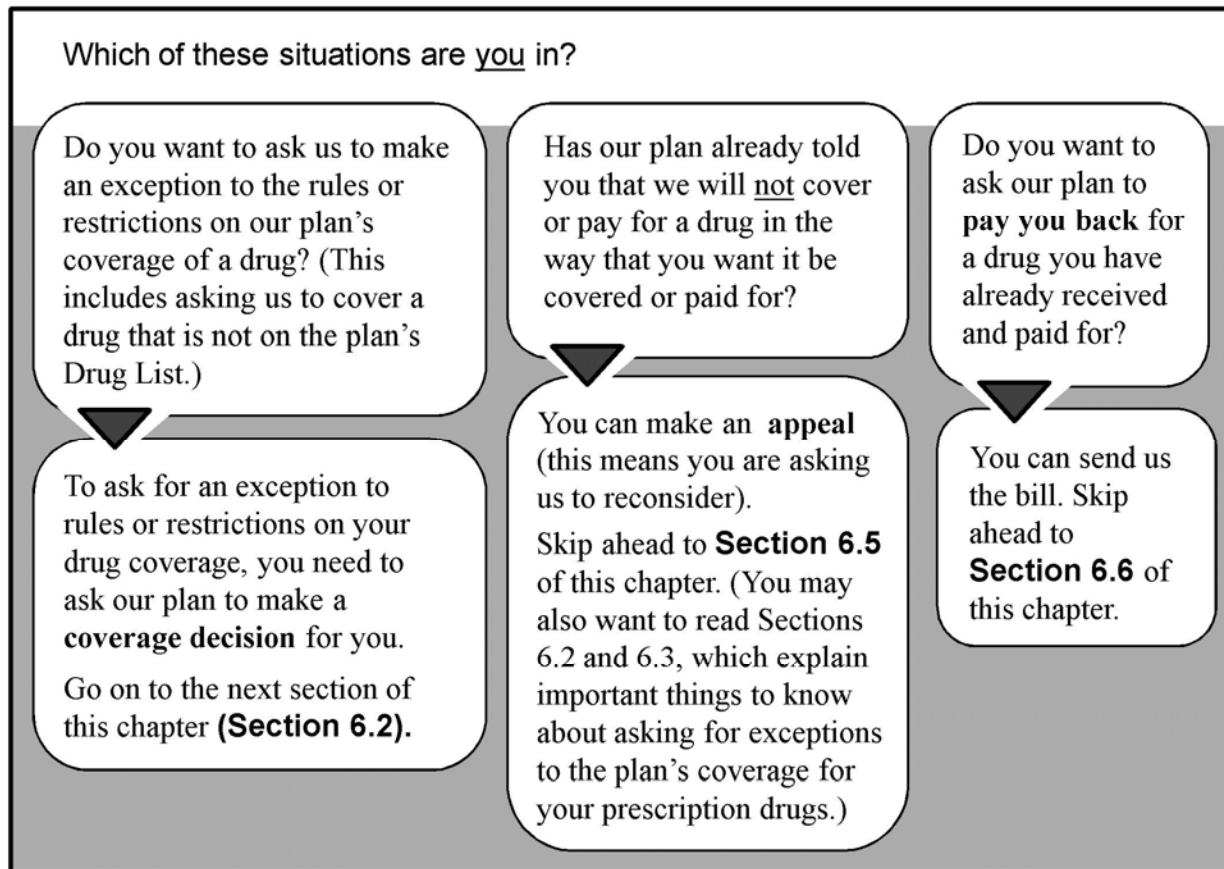 Which of these situations are you in?
Do you want to ask us to make
an exception to the rules or
restrictions on our plan's
coverage of a drug? (This
includes asking us to cover a
drug that is not on the plan's
Drug List.)
To ask for an exception to
rules or restrictions on your
drug coverage, you need to
ask our plan to make a
coverage decision for you.
Go on to the next section of
this chapter (Section 6.2).
Has our plan already told
you that we will not cover
or pay for a drug in the
way that you want it be
covered or paid for?
You can make an appeal
(this means you are asking
us to reconsider).
Skip ahead to Section 6.5
of this chapter. (You may
also want to read Sections
6.2 and 6.3, which explain
important things to know
about asking for exceptions
to the plan's coverage for
your prescription drugs.)
Do you want to
ask our plan to
pay you back for
a drug you have
already received
and paid for?
You can send us
the bill. Skip
ahead to
Section 6.6 of
this chapter.